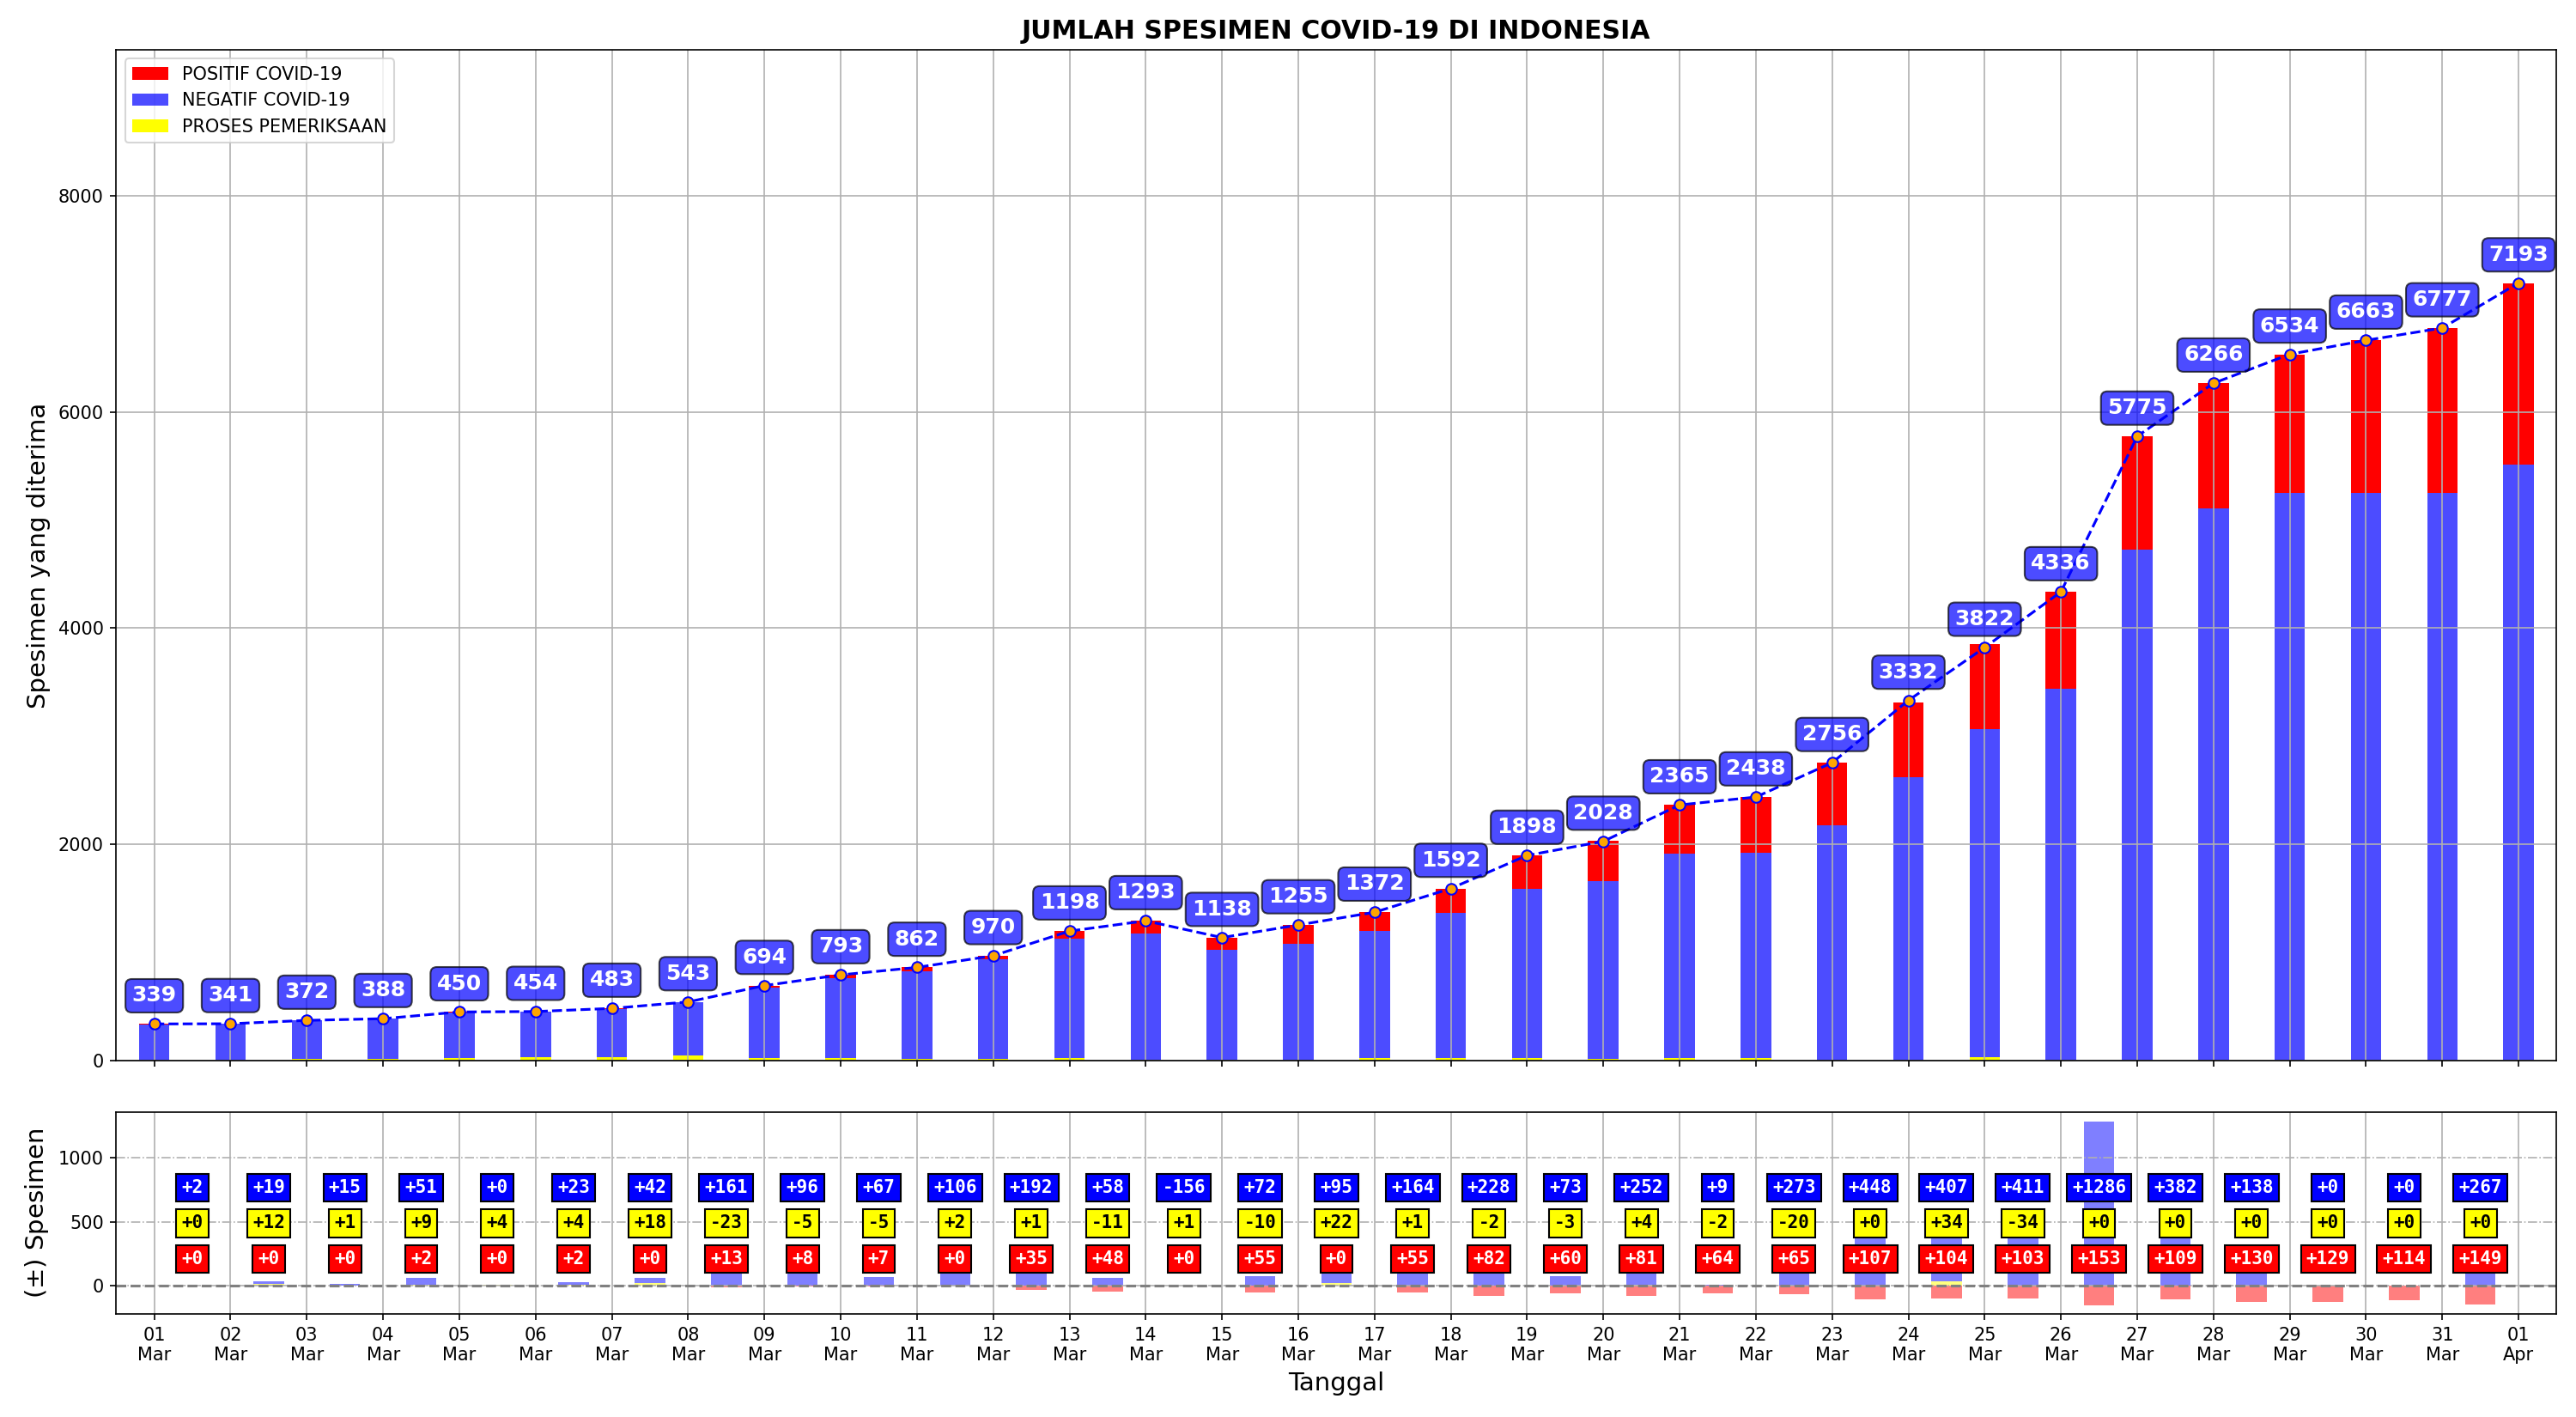 JUMLAH SPESIMEN COVID-19 DI INDONESIA
POSITIF COVID-19
NEGATIF COVID-19
PROSES PEMERIKSAAN
Spesimen yang diterima
8000
6000
4000
2000
0
339 341 372 388 450 454 483 543 694 793 862 970 1198 1293 1138 1255 1372 1592 1898 2028 2365 2438 2756 3332 3822 4336 5775 6266 6534 6663 6777 7193
(±) Spesimen
1000
500
0
+2 +19 +15 +51 +0 +23 +42 +161 +96 +67 +106 +192 +58 -156 +72 +95 +164 +228 +73 +252 +9 +273 +448 +407 +411 +1286 +382 +138 +0 +0 +267
+0 +12 +1 +9 +4 +4 +18 -23 -5 -5 +2 +1 -11 +1 -10 +22 +1 -2 -3 +4 -2 -20 +0 +34 -34 +0 +0 +0 +0 +0 +0
+0 +0 +0 +2 +0 +2 +0 +13 +8 +7 +0 +35 +48 +0 +55 +0 +55 +82 +60 +81 +64 +65 +107 +104 +103 +153 +109 +130 +129 +114 +149
01 02 03 04 05 06 07 08 09 10 11 12 13 14 15 16 17 18 19 20 21 22 23 24 25 26 27 28 29 30 31 01
Mar Mar Mar Mar Mar Mar Mar Mar Mar Mar Mar Mar Mar Mar Mar Mar Mar Mar Mar Mar Mar Mar Mar Mar Mar Mar Mar Mar Mar Mar Mar Apr
Tanggal